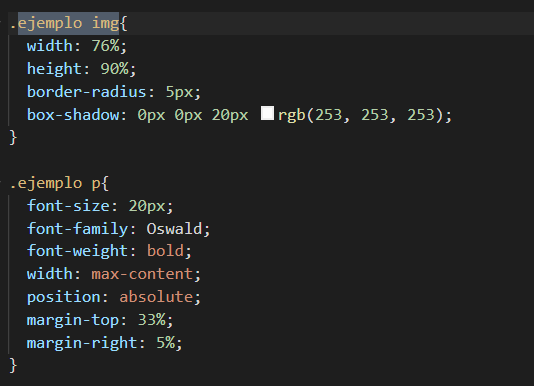 .ejemplo img{
width: 76%;
height: 90%;
border-radius: 5px;
box-shadow: 0px 0px 20px rgb(253, 253, 253);
}
.ejemplo p{
font-size: 20px;
font-family: Oswald;
font-weight: bold;
width: max-content;
position: absolute;
margin-top: 33%;
margin-right: 5%;
}